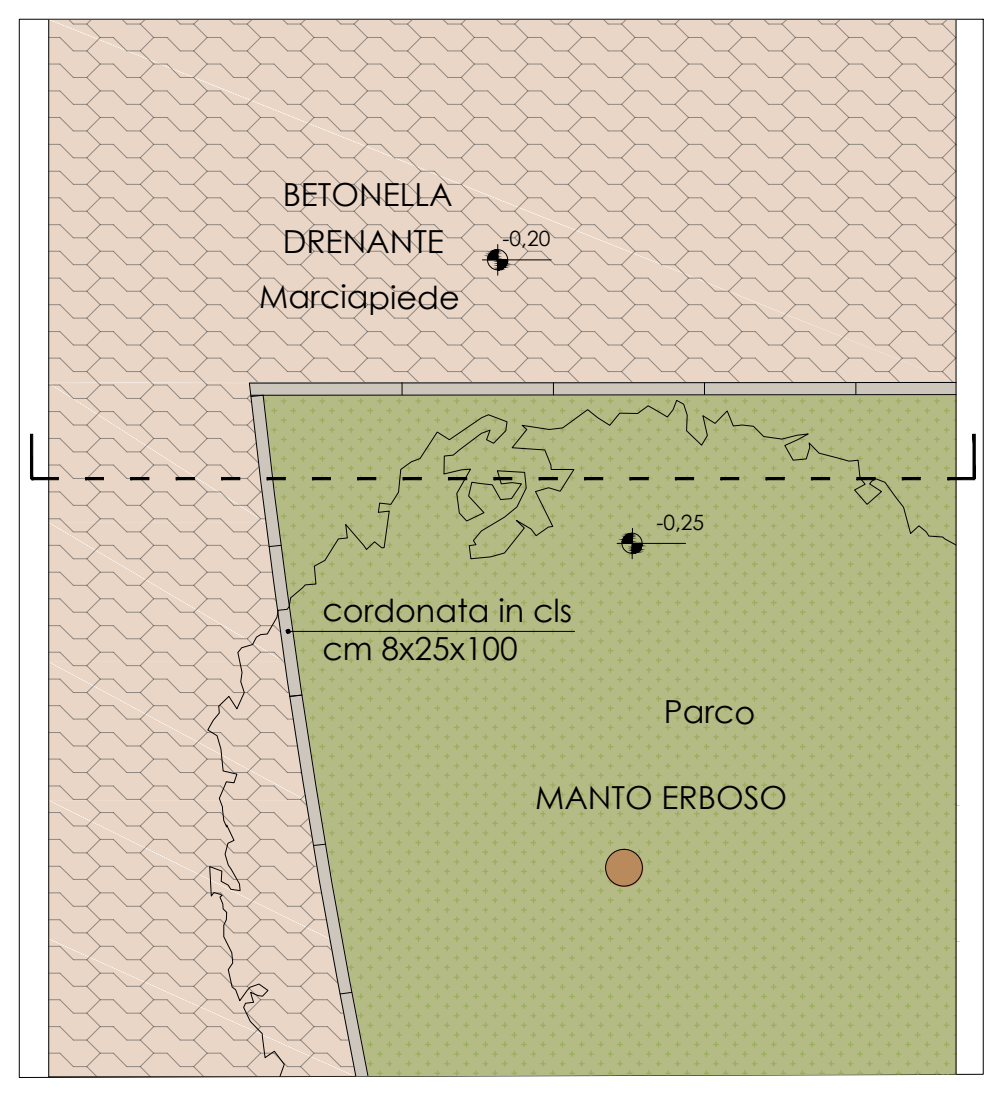 BETONELLA
DRENANTE
-0,20
Marciapiede
-0,25
cordonata in cls
cm 8x25x100
Parco
MANTO ERBOSO